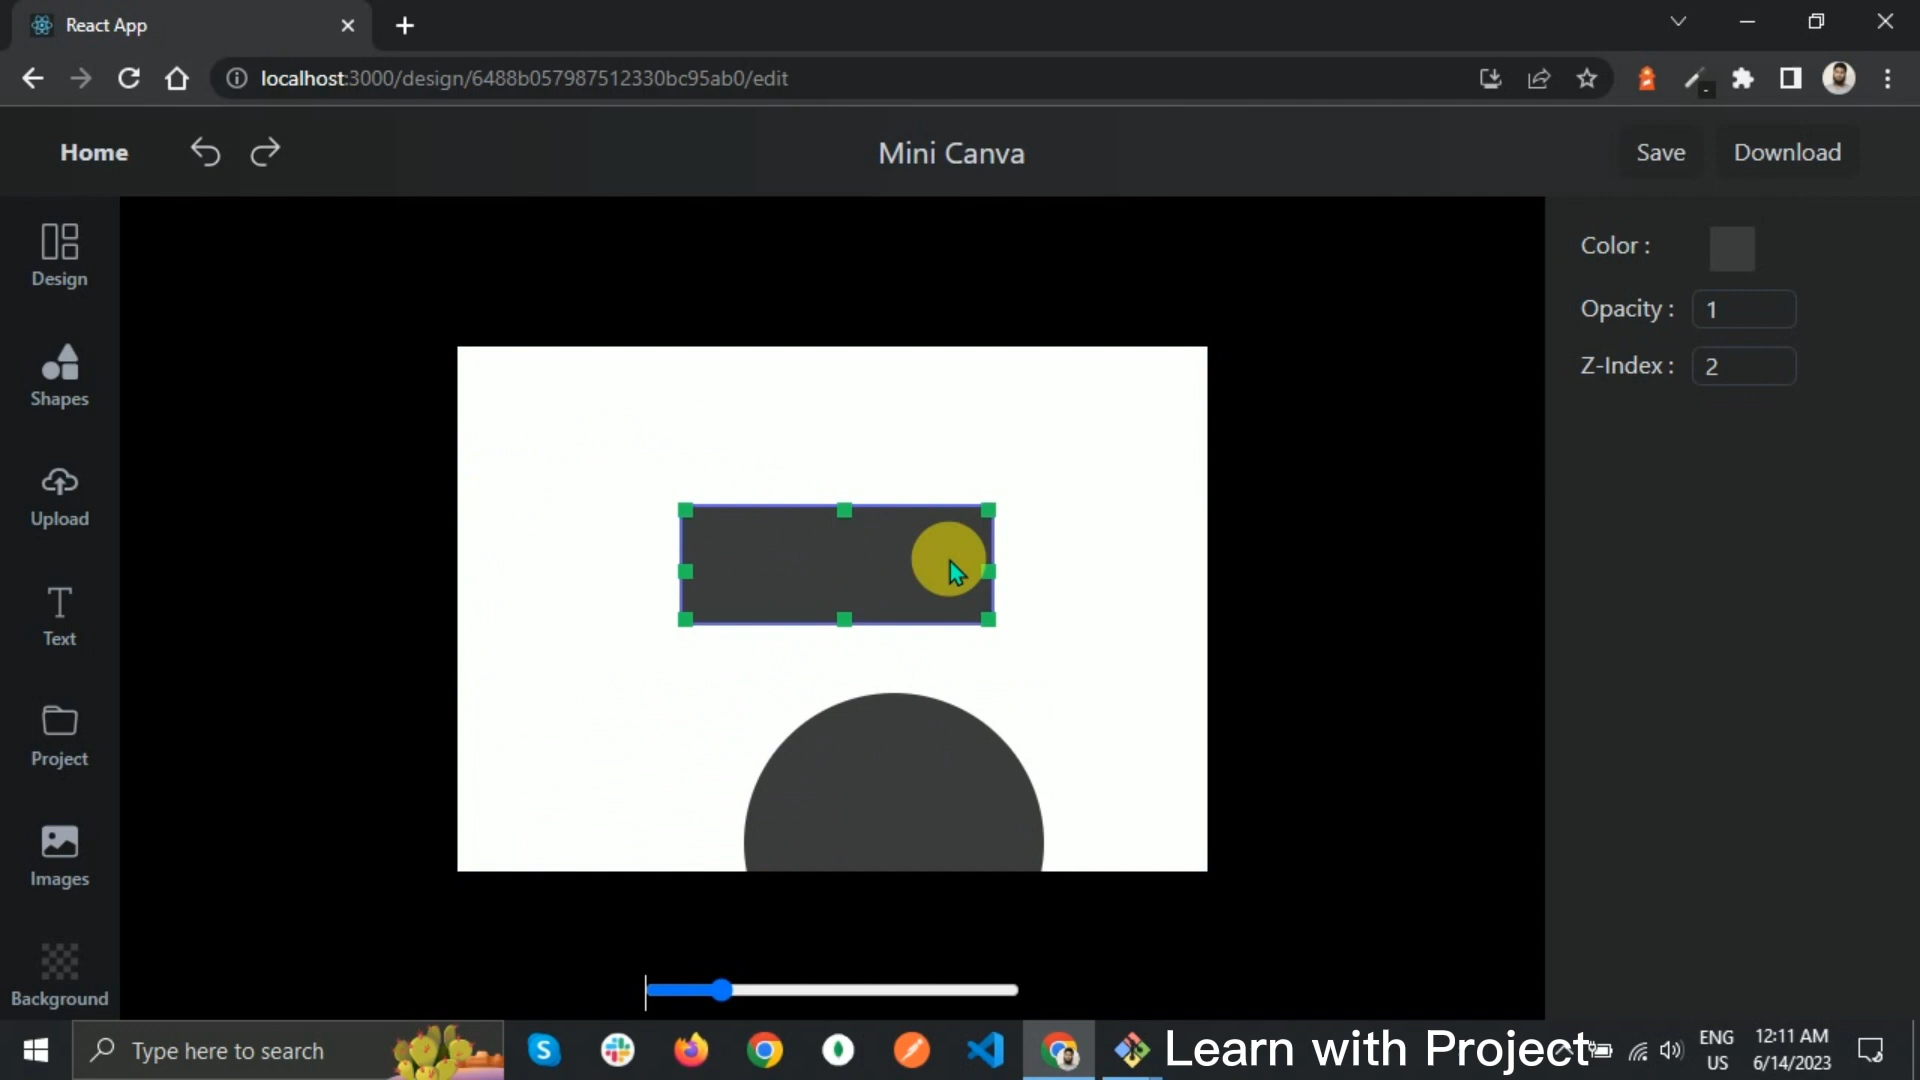 React App
localhost:3000/design/6488b057987512330bc95ab0/edit
Home
Mini Canva
Save
Download
Design
Shapes
Upload
Text
Project
Images
Background
Color :
Opacity : 1
Z-Index : 2
Type here to search
Learn with Project
ENG
US
12:11 AM
6/14/2023